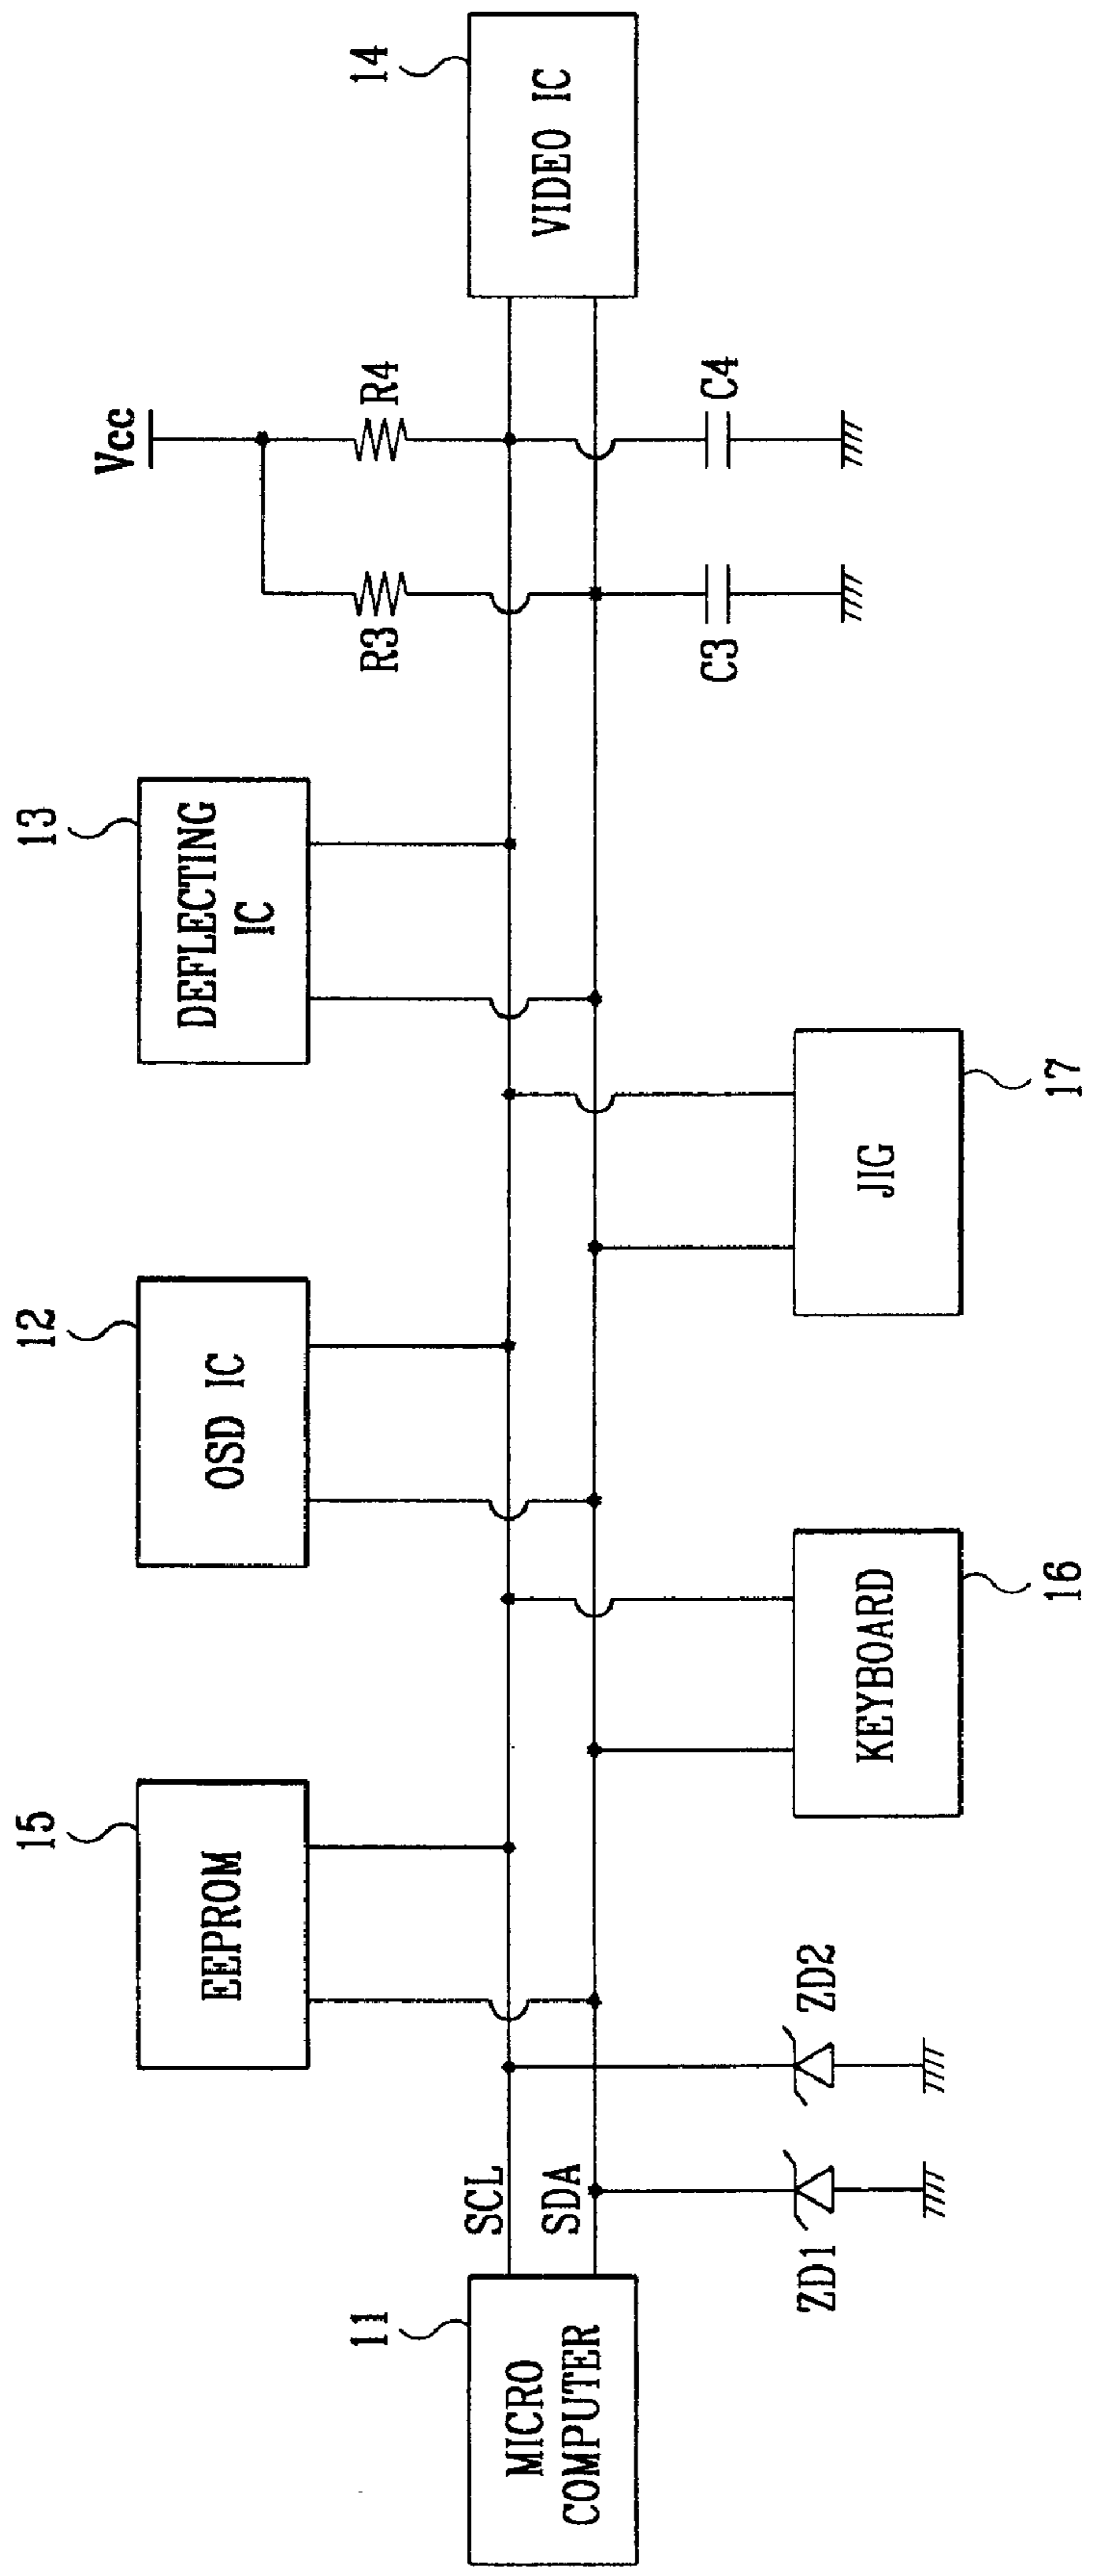 11
MICRO
COMPUTER
SCL
SDA
ZD1
ZD2
15
EEPROM
KEYBOARD
16
12
OSD IC
JIG
17
13
DEFLECTING
IC
Vcc
R3
R4
C3
C4
14
VIDEO IC